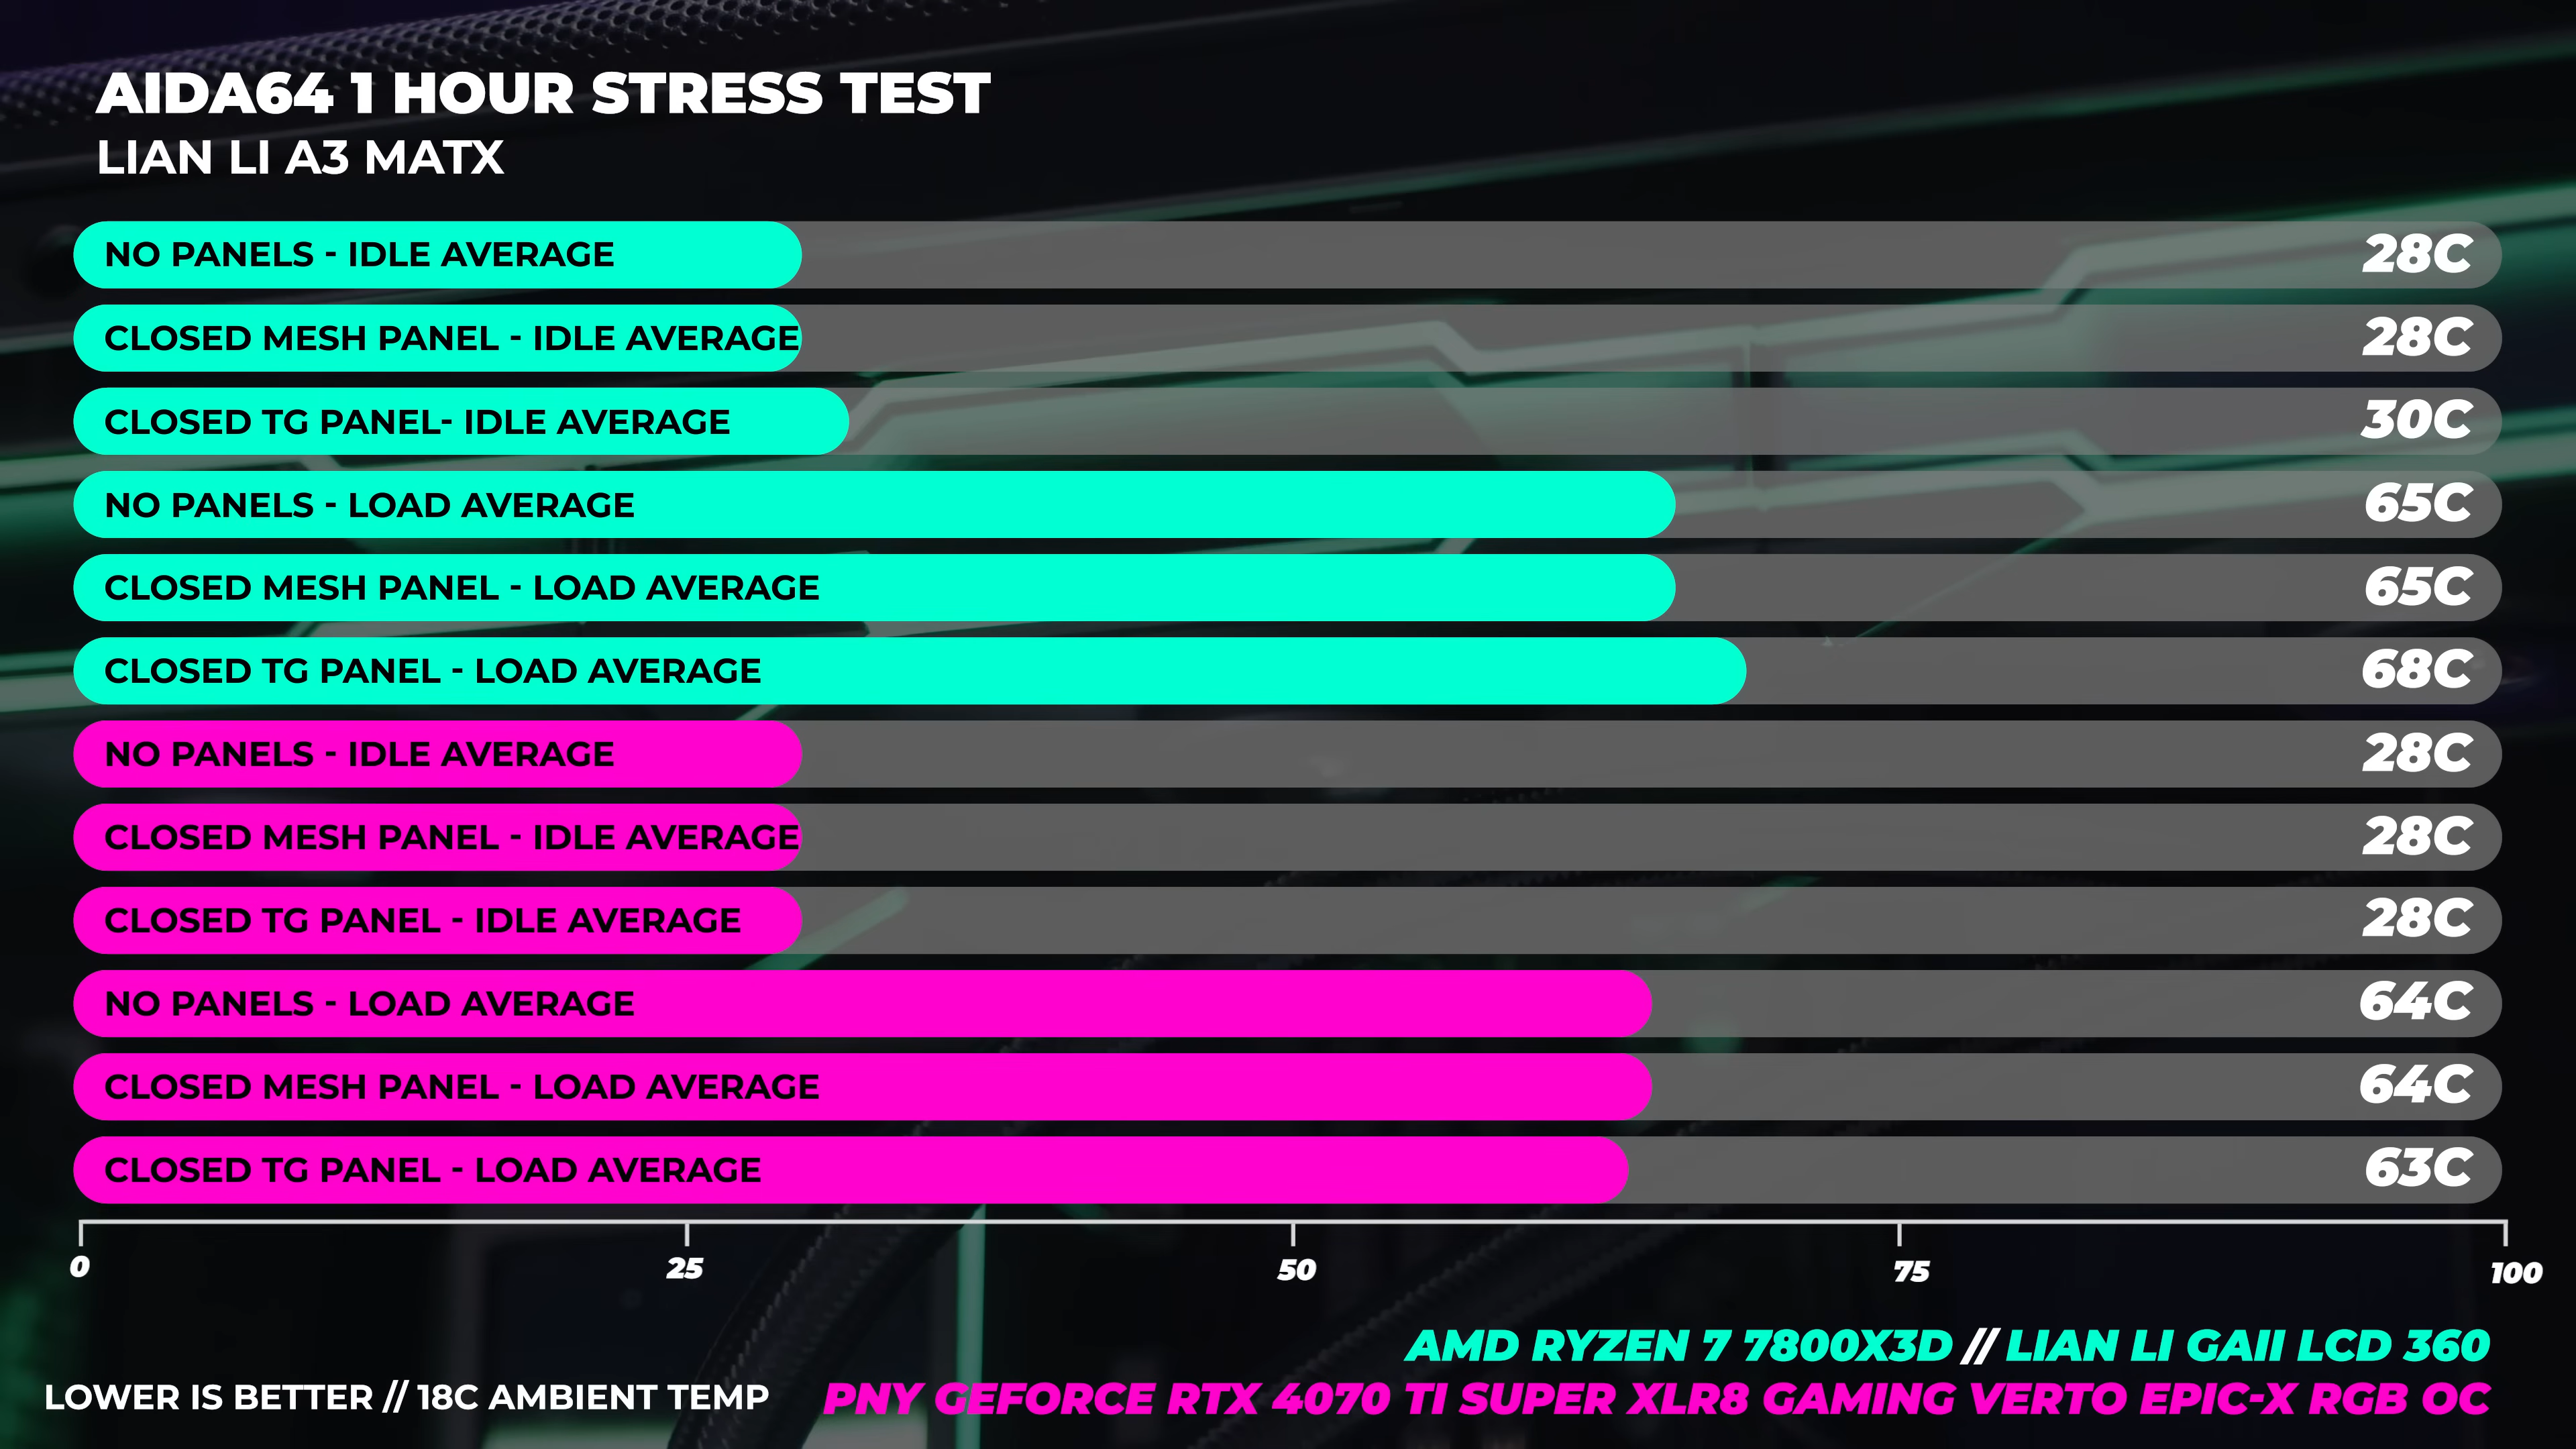 AIDA64 1 HOUR STRESS TEST
LIAN LI A3 MATX
NO PANELS - IDLE AVERAGE 28C
CLOSED MESH PANEL - IDLE AVERAGE 28C
CLOSED TG PANEL- IDLE AVERAGE 30C
NO PANELS - LOAD AVERAGE 65C
CLOSED MESH PANEL - LOAD AVERAGE 65C
CLOSED TG PANEL - LOAD AVERAGE 68C
NO PANELS - IDLE AVERAGE 28C
CLOSED MESH PANEL - IDLE AVERAGE 28C
CLOSED TG PANEL - IDLE AVERAGE 28C
NO PANELS - LOAD AVERAGE 64C
CLOSED MESH PANEL - LOAD AVERAGE 64C
CLOSED TG PANEL - LOAD AVERAGE 63C
0 25 50 75 100
AMD RYZEN 7 7800X3D // LIAN LI GAII LCD 360
LOWER IS BETTER // 18C AMBIENT TEMP
PNY GEFORCE RTX 4070 TI SUPER XLR8 GAMING VERTO EPIC-X RGB OC